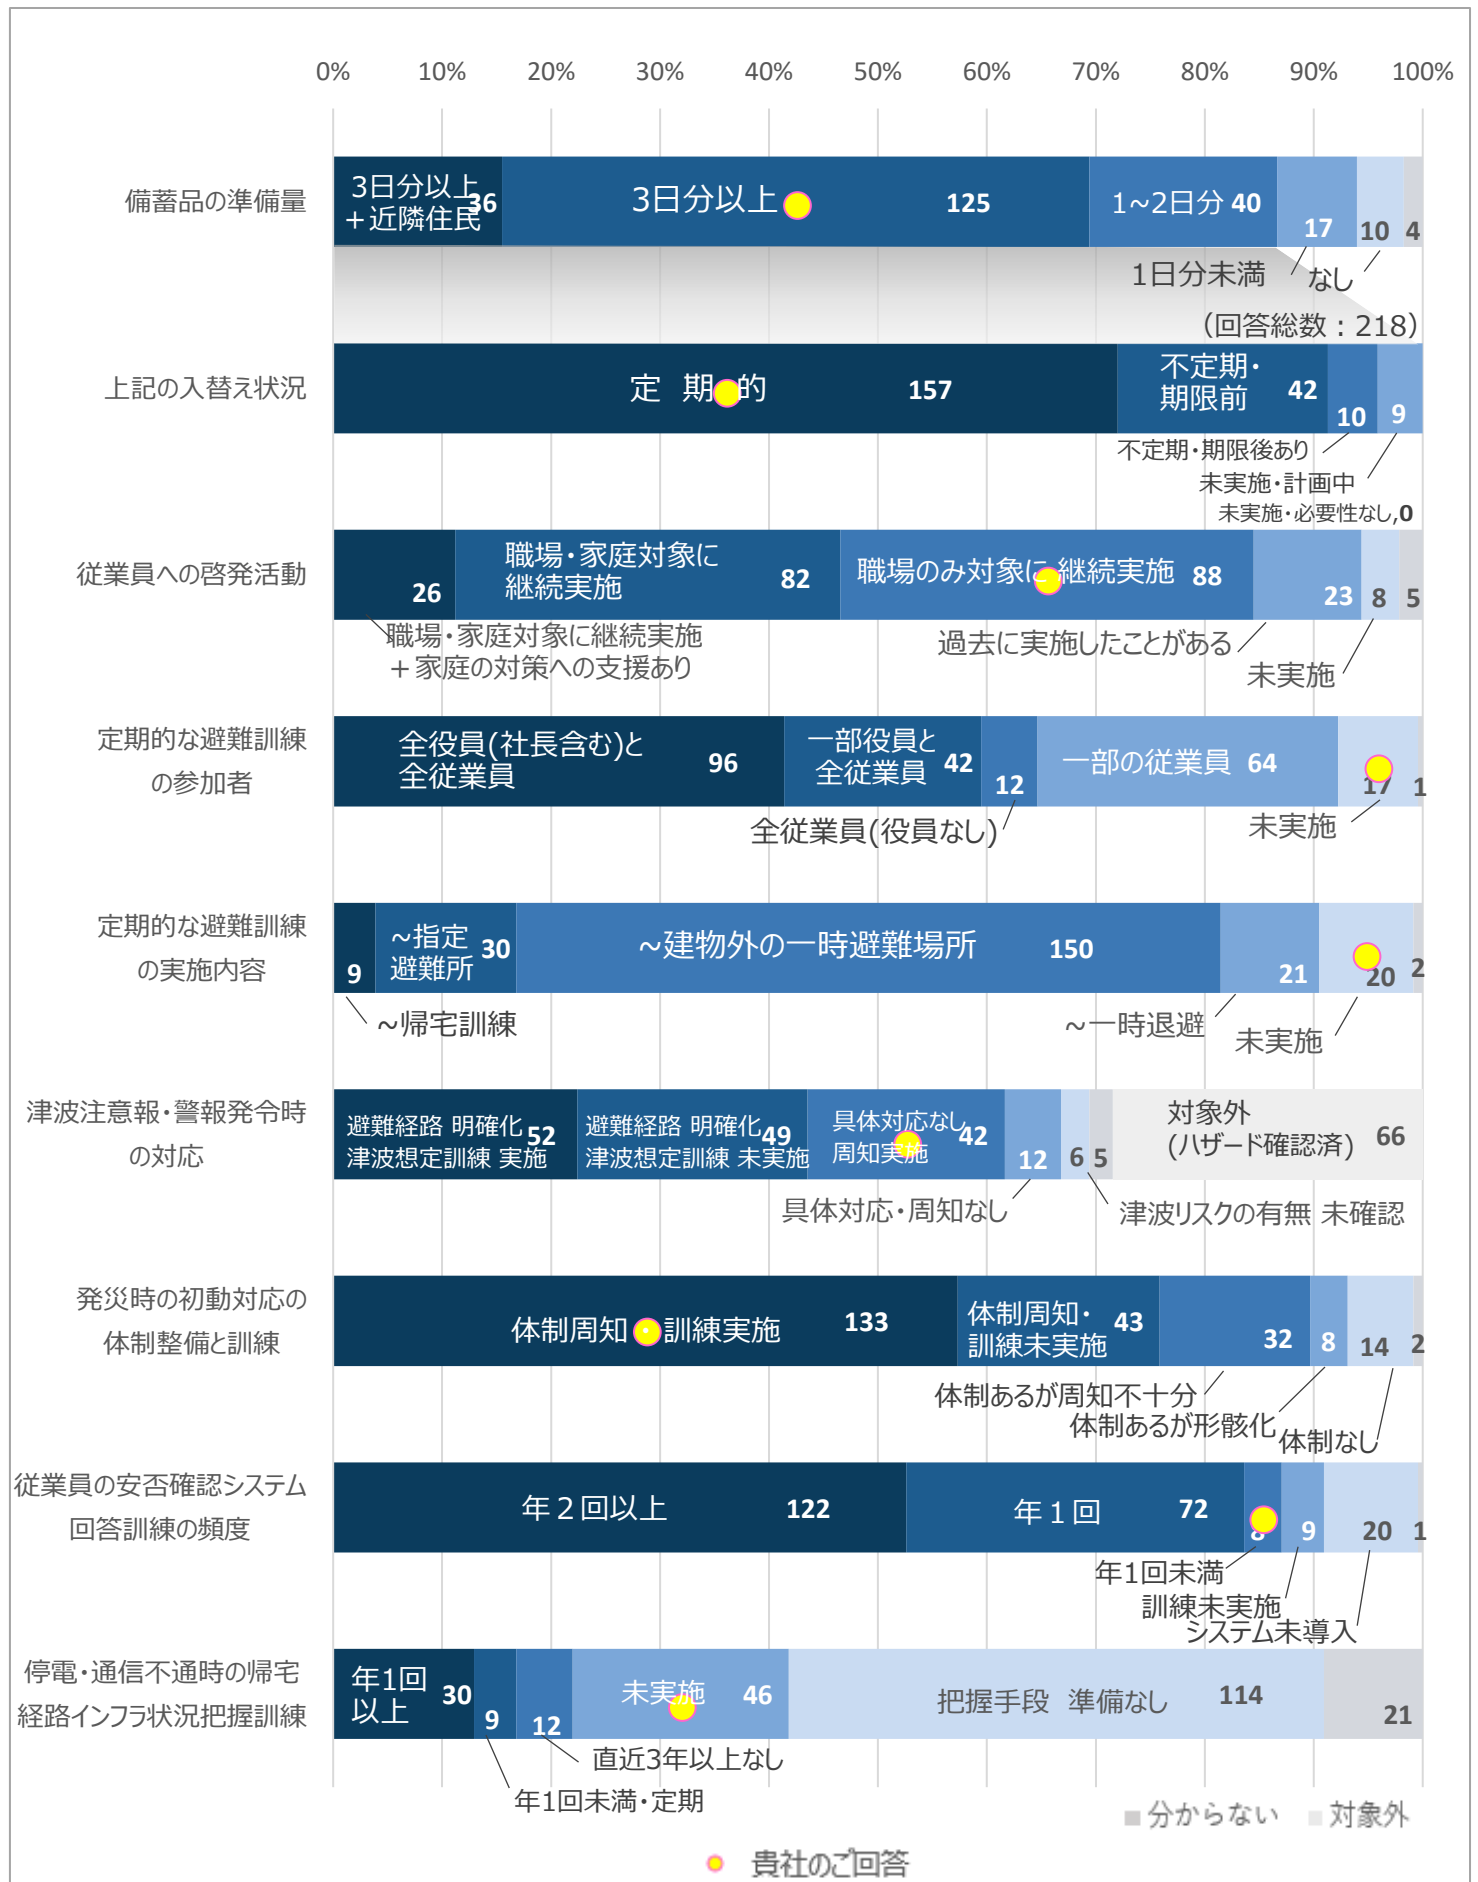 0% 10% 20% 30% 40% 50% 60% 70% 80% 90% 100%
備蓄品の準備量
3日分以上
＋近隣住民
36
3日分以上
125
1~2日分 40
17
10
4
1日分未満
なし
（回答総数：218）
上記の入替え状況
定 期 的
157
不定期・
期限前
42
10
9
不定期・期限後あり
未実施・計画中
未実施・必要性なし,0
従業員への啓発活動
26
職場・家庭対象に
継続実施
82
職場のみ対象に 継続実施 88
23
8
5
職場・家庭対象に継続実施
＋家庭の対策への支援あり
過去に実施したことがある
未実施
定期的な避難訓練
の参加者
全役員(社長含む)と
全従業員
96
一部役員と
全従業員
42
12
一部の従業員 64
17
1
全従業員(役員なし)
未実施
定期的な避難訓練
の実施内容
9
~指定
避難所
30
~建物外の一時避難場所
150
21
20
2
~帰宅訓練
~一時退避
未実施
津波注意報・警報発令時
の対応
避難経路 明確化
津波想定訓練 実施
52
避難経路 明確化
津波想定訓練 未実施
49
具体対応なし
周知実施
42
12
6
5
対象外
(ハザード確認済)
66
具体対応・周知なし
津波リスクの有無 未確認
発災時の初動対応の
体制整備と訓練
体制周知・訓練実施
133
体制周知・
訓練未実施
43
32
8
14
2
体制あるが周知不十分
体制あるが形骸化
体制なし
従業員の安否確認システム
回答訓練の頻度
年２回以上
122
年１回
72
8
9
20
1
年1回未満
訓練未実施
システム未導入
停電・通信不通時の帰宅
経路インフラ状況把握訓練
年1回
以上
30
9
12
未実施
46
把握手段 準備なし
114
21
直近3年以上なし
年1回未満・定期
分からない 対象外
貴社のご回答